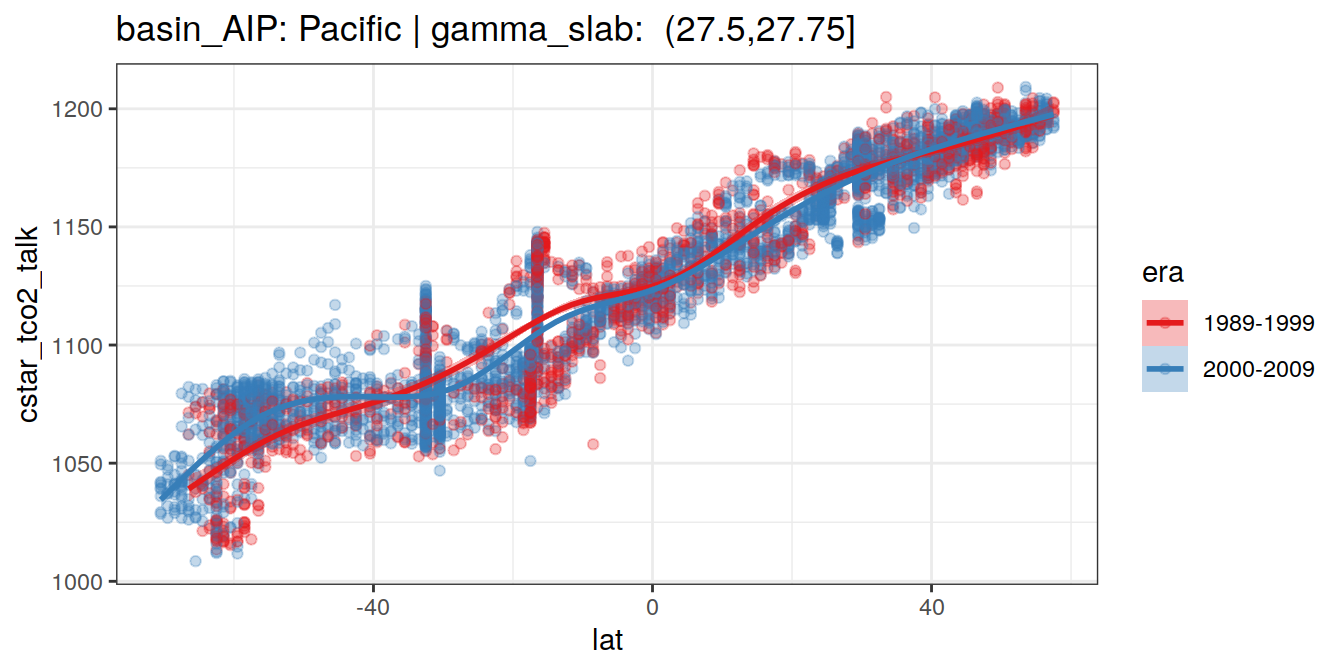 basin_AIP: Pacific | gamma_slab:  (27.5,27.75]
cstar_tco2_talk
1200
1150
1100
1050
1000
-40
0
40
lat
era
1989-1999
2000-2009